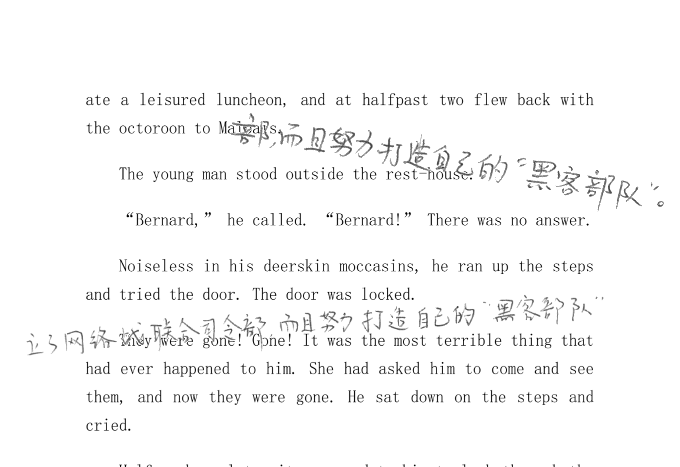 ate a leisured luncheon, and at halfpast two flew back with
the octoroon to Malpais.
部,而且努力打造自己的“黑客部队”。
The young man stood outside the rest-house.
“Bernard,” he called. “Bernard!” There was no answer.
Noiseless in his deerskin moccasins, he ran up the steps
and tried the door. The door was locked.
立了网络战联合司令部,而且努力打造自己的“黑客部队”
They were gone! Gone! It was the most terrible thing that
had ever happened to him. She had asked him to come and see
them, and now they were gone. He sat down on the steps and
cried.